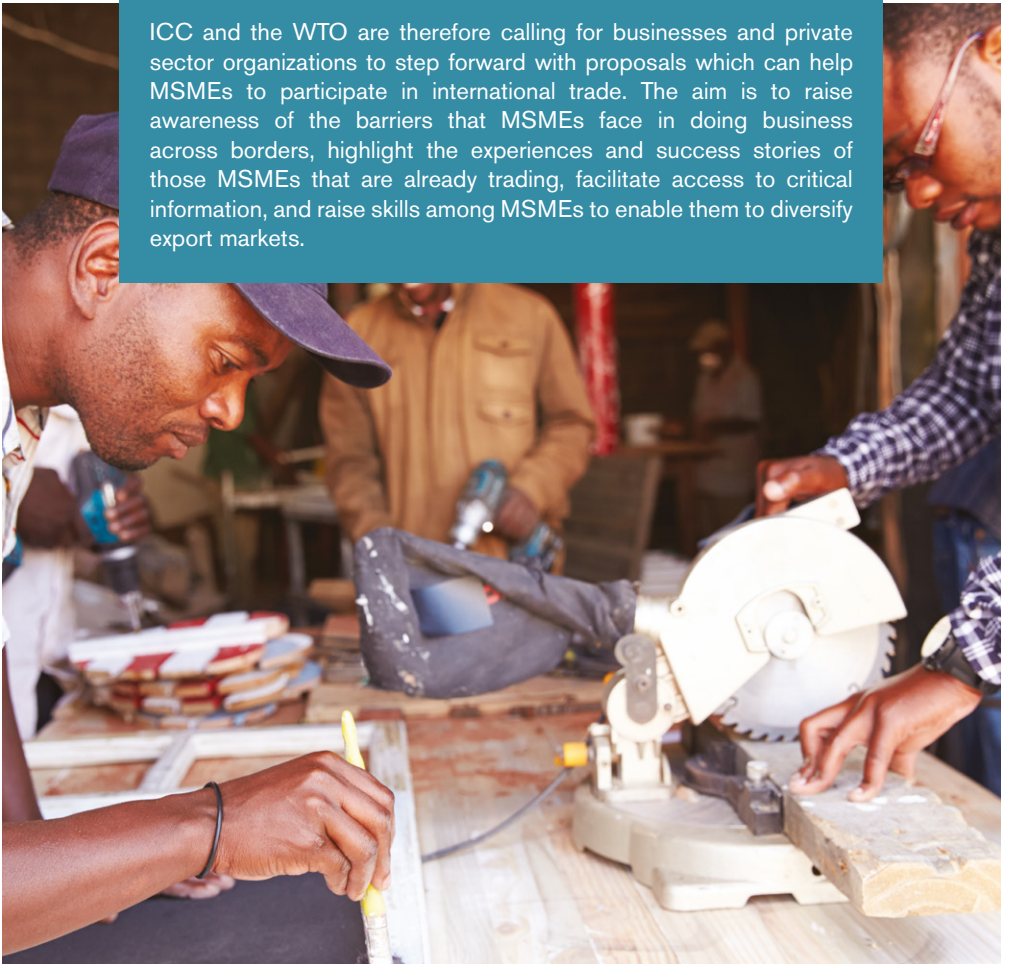 ICC and the WTO are therefore calling for businesses and private
sector organizations to step forward with proposals which can help
MSMEs to participate in international trade. The aim is to raise
awareness of the barriers that MSMEs face in doing business
across borders, highlight the experiences and success stories of
those MSMEs that are already trading, facilitate access to critical
information, and raise skills among MSMEs to enable them to diversify
export markets.